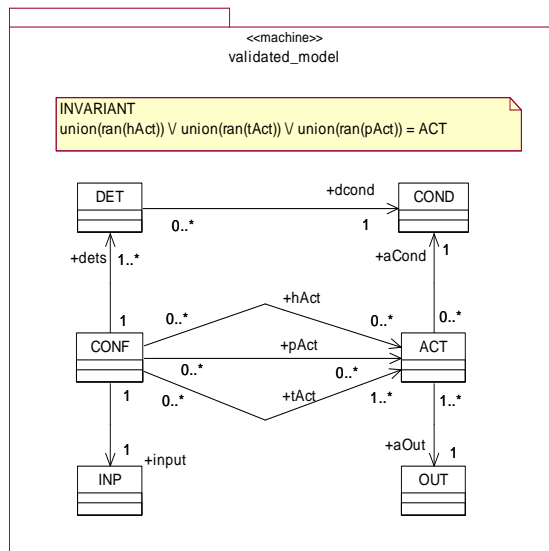 <<machine>>
validated_model
INVARIANT
union(ran(hAct)) \/ union(ran(tAct)) \/ union(ran(pAct)) = ACT
DET
+dcond
COND
0..*
1
+dets
1..*
1
+aCond
+hAct
1
0..*
0..*
0..*
CONF
+pAct
ACT
0..*
0..*
1
0..*
+tAct
1..*
1..*
1
+input
+aOut
1
INP
OUT